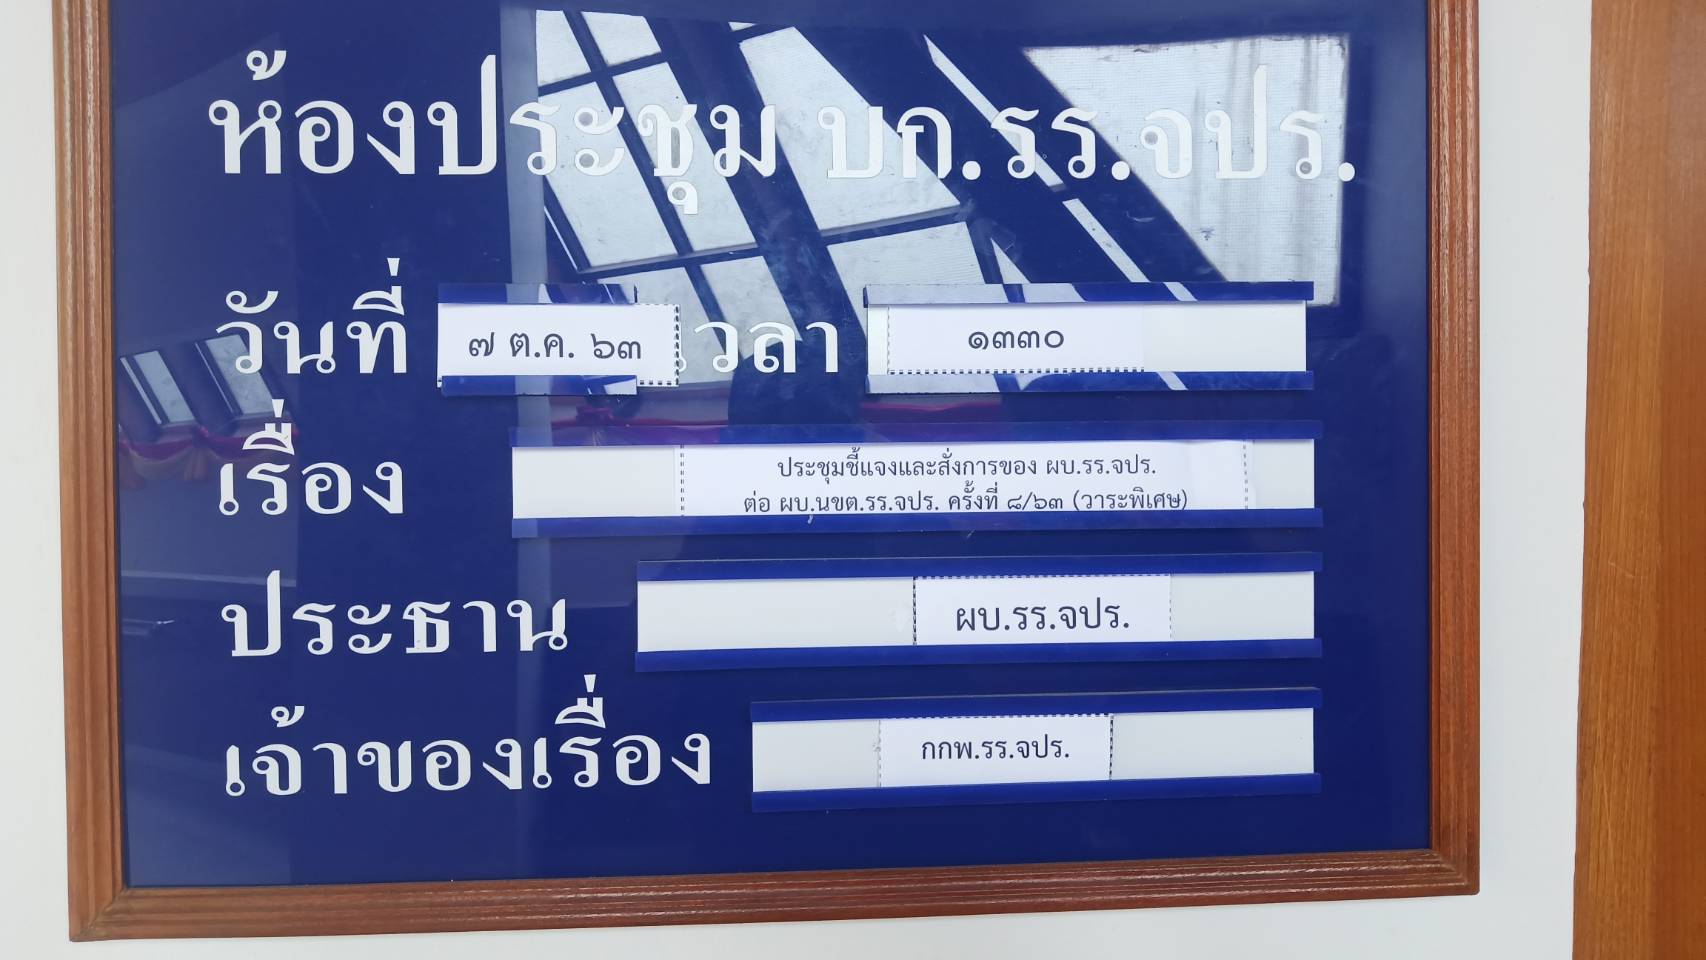 ห้องประชุม บก.รร.จปร.
วันที่ ๗ ต.ค. ๖๓ เวลา ๑๓๓๐
เรื่อง ประชุมชี้แจงและสั่งการของ ผบ.รร.จปร.
ต่อ ผบ.นขต.รร.จปร. ครั้งที่ ๘/๖๓ (วาระพิเศษ)
ประธาน ผบ.รร.จปร.
เจ้าของเรื่อง กกพ.รร.จปร.